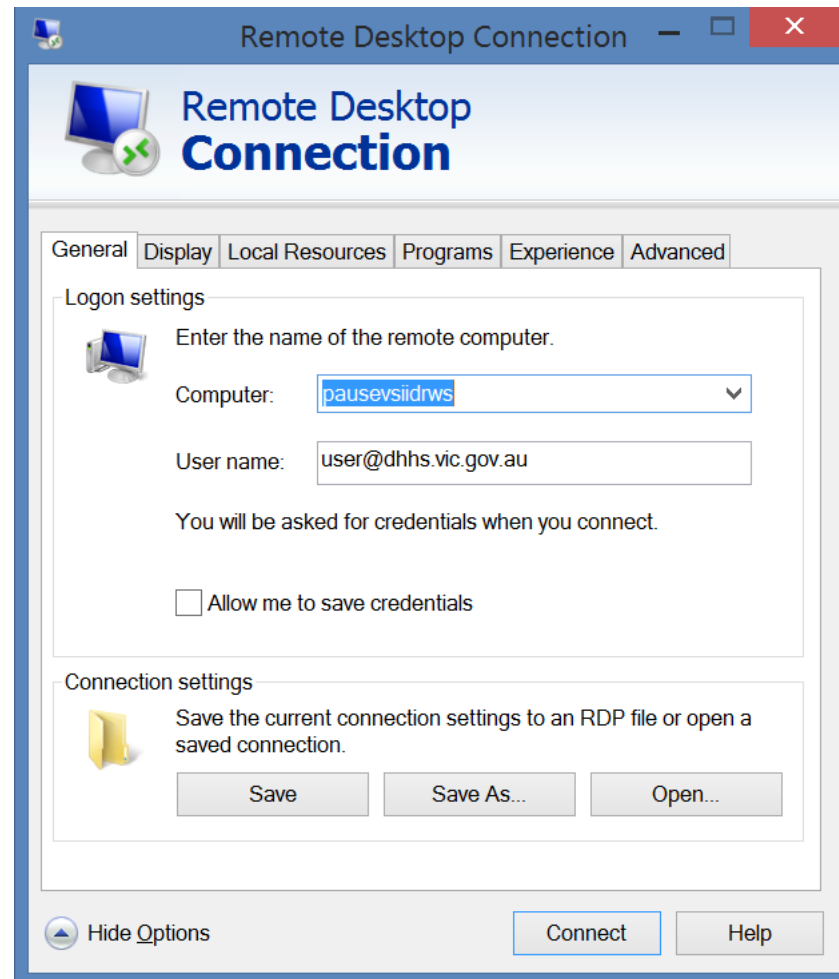 Remote Desktop Connection
Remote Desktop
Connection
General Display Local Resources Programs Experience Advanced
Logon settings
Enter the name of the remote computer.
Computer: pausevsiidrws
User name: user@dhhs.vic.gov.au
You will be asked for credentials when you connect.
Allow me to save credentials
Connection settings
Save the current connection settings to an RDP file or open a
saved connection.
Save Save As... Open...
Hide Options Connect Help